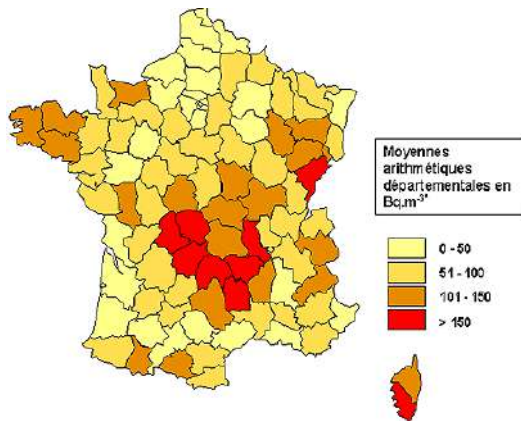 Moyennes
arithmétiques
départementales en
Bq.m-3*
0 - 50
51 - 100
101 - 150
> 150